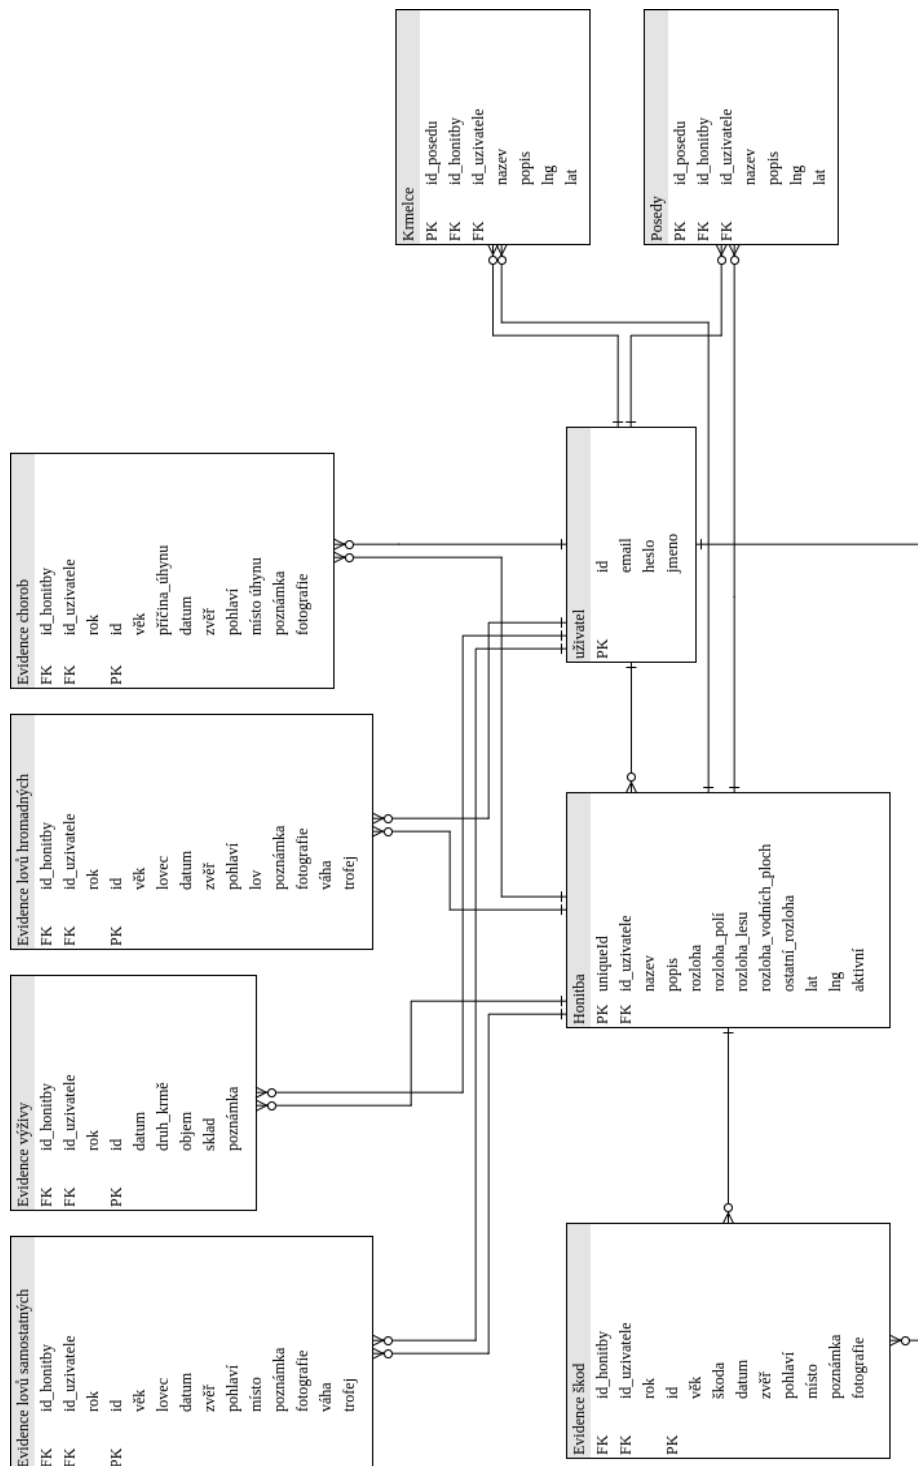 Evidence lovů samostatných
FK id_honitby
FK id_uzivatele
rok
PK id
věk
lovec
datum
zvěř
pohlaví
místo
poznámka
fotografie
váha
trofej
Evidence výživy
FK id_honitby
FK id_uzivatele
rok
PK id
datum
druh_krmě
objem
sklad
poznámka
Evidence lovů hromadných
FK id_honitby
FK id_uzivatele
rok
PK id
věk
lovec
datum
zvěř
pohlaví
lov
poznámka
fotografie
váha
trofej
Evidence chorob
FK id_honitby
FK id_uzivatele
rok
PK id
věk
příčina_úhynu
datum
zvěř
pohlaví
místo úhynu
poznámka
fotografie
Krmelce
PK id_posedu
FK id_honitby
FK id_uzivatele
nazev
popis
lng
lat
Evidence škod
FK id_honitby
FK id_uzivatele
rok
PK id
věk
škoda
datum
zvěř
pohlaví
místo
poznámka
fotografie
Honitba
PK uniqueId
FK id_uzivatele
nazev
popis
rozloha
rozloha_polí
rozloha_lesu
rozloha_vodních_ploch
ostatní_rozloha
lat
lng
aktivní
uživatel
PK id
email
heslo
jmeno
Posedy
PK id_posedu
FK id_honitby
FK id_uzivatele
nazev
popis
lng
lat